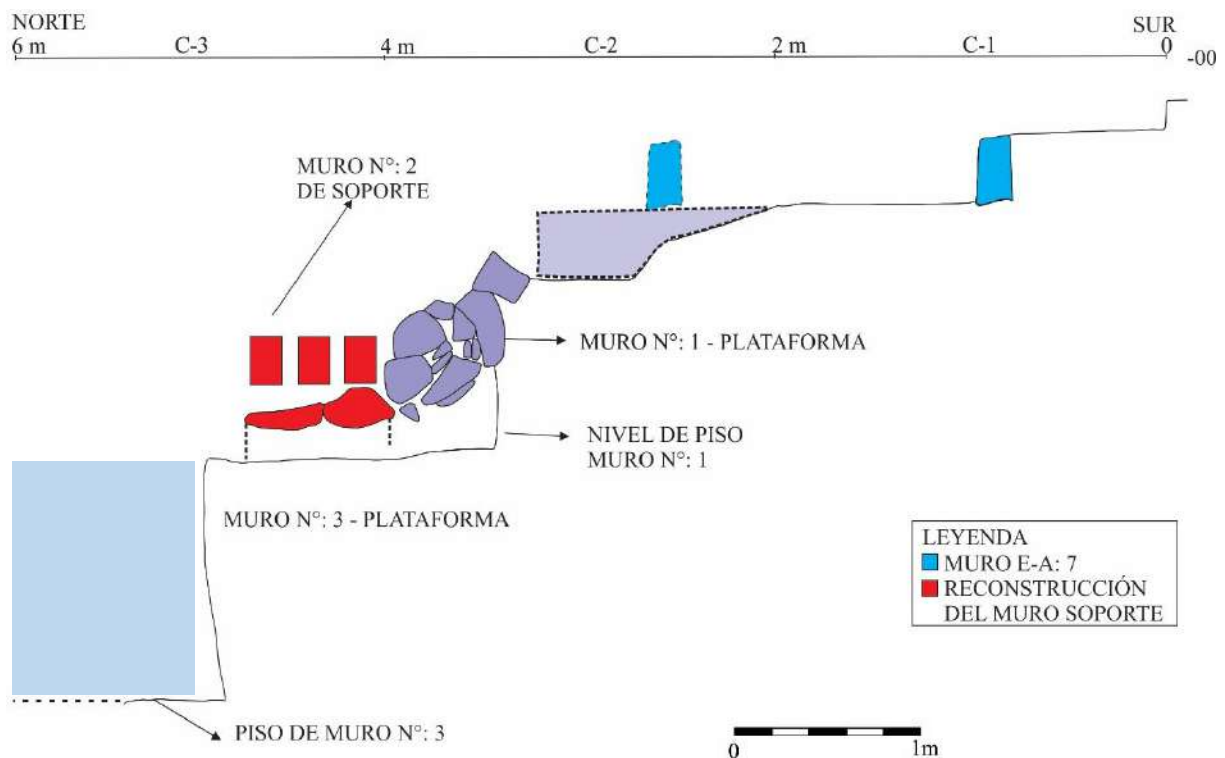 NORTE
SUR
6 m C-3 4 m C-2 2 m C-1 0 -00
MURO N°: 2
DE SOPORTE
MURO N°: 1 - PLATAFORMA
NIVEL DE PISO
MURO N°: 1
MURO N°: 3 - PLATAFORMA
LEYENDA
MURO E-A: 7
RECONSTRUCCIÓN
DEL MURO SOPORTE
PISO DE MURO N°: 3
0 1m